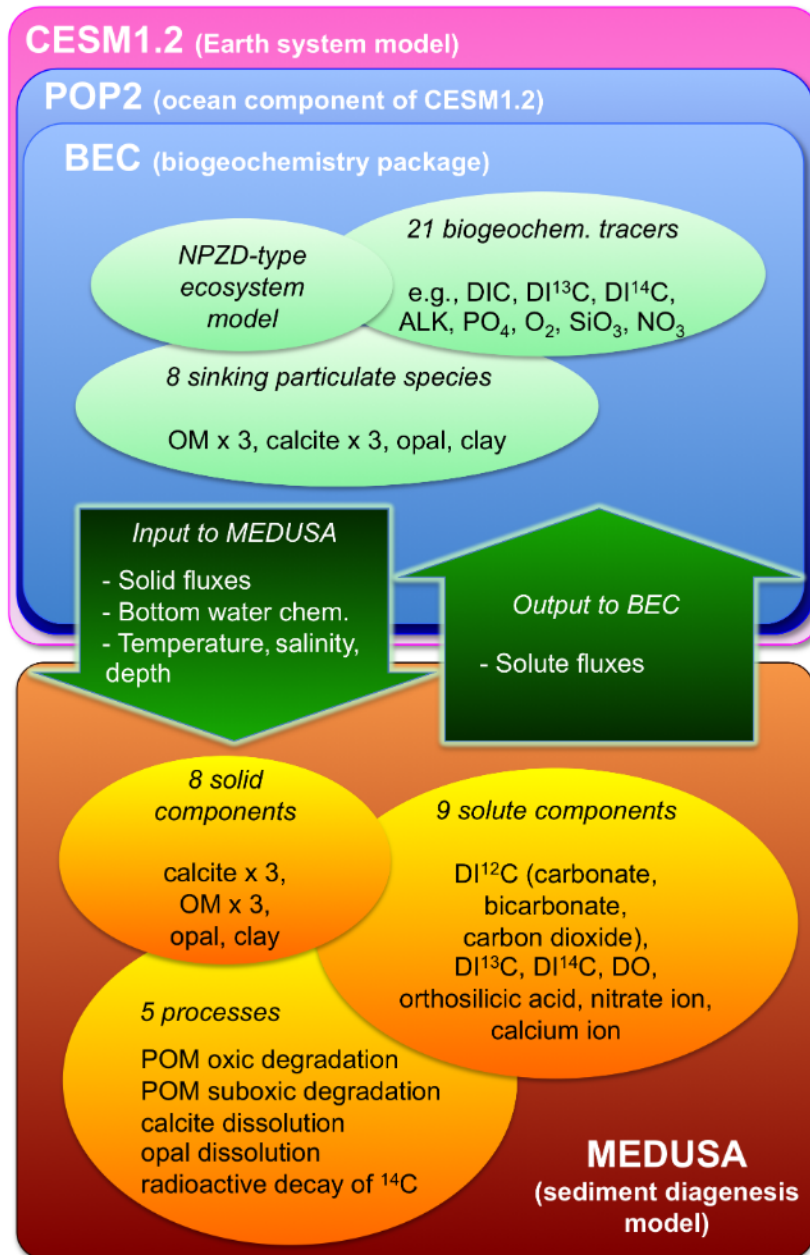 CESM1.2 (Earth system model)
POP2 (ocean component of CESM1.2)
BEC (biogeochemistry package)
NPZD-type
ecosystem
model
21 biogeochem. tracers
e.g., DIC, DI¹³C, DI¹⁴C,
ALK, PO₄, O₂, SiO₃, NO₃
8 sinking particulate species
OM x 3, calcite x 3, opal, clay
Input to MEDUSA
- Solid fluxes
- Bottom water chem.
- Temperature, salinity,
depth
Output to BEC
- Solute fluxes
8 solid
components
calcite x 3,
OM x 3,
opal, clay
9 solute components
DI¹²C (carbonate,
bicarbonate,
carbon dioxide),
DI¹³C, DI¹⁴C, DO,
orthosilicic acid, nitrate ion,
calcium ion
5 processes
POM oxic degradation
POM suboxic degradation
calcite dissolution
opal dissolution
radioactive decay of ¹⁴C
MEDUSA
(sediment diagenesis
model)